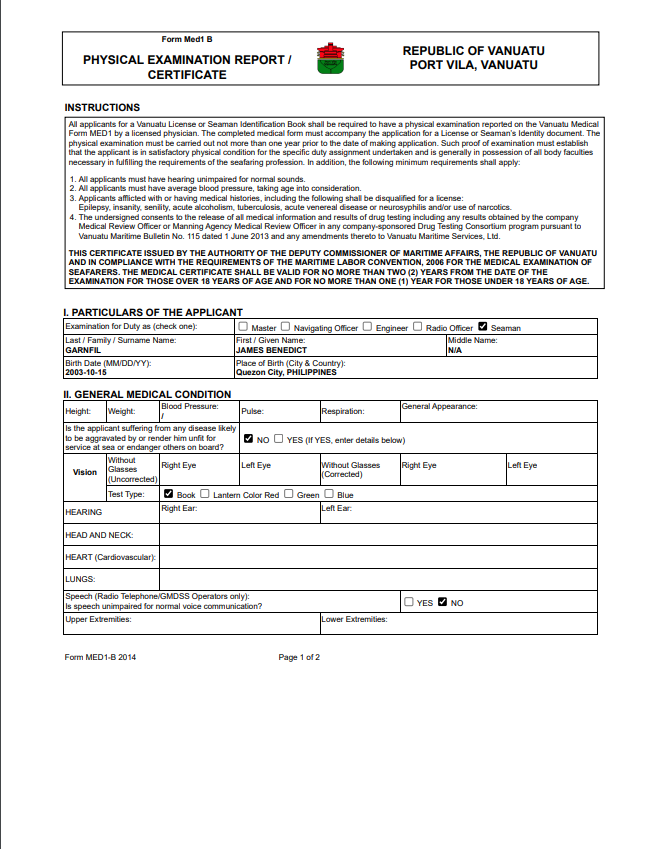 Form Med1 B
PHYSICAL EXAMINATION REPORT /
CERTIFICATE
REPUBLIC OF VANUATU
PORT VILA, VANUATU
INSTRUCTIONS
All applicants for a Vanuatu License or Seaman Identification Book shall be required to have a physical examination reported on the Vanuatu Medical
Form MED1 by a licensed physician. The completed medical form must accompany the application for a License or Seaman's Identity document. The
physical examination must be carried out not more than one year prior to the date of making application. Such proof of examination must establish
that the applicant is in satisfactory physical condition for the specific duty assignment undertaken and is generally in possession of all body faculties
necessary in fulfilling the requirements of the seafaring profession. In addition, the following minimum requirements shall apply:
1. All applicants must have hearing unimpaired for normal sounds.
2. All applicants must have average blood pressure, taking age into consideration.
3. Applicants afflicted with or having medical histories, including the following shall be disqualified for a license:
Epilepsy, insanity, senility, acute alcoholism, tuberculosis, acute venereal disease or neurosyphilis and/or use of narcotics.
4. The undersigned consents to the release of all medical information and results of drug testing including any results obtained by the company
Medical Review Officer or Manning Agency Medical Review Officer in any company-sponsored Drug Testing Consortium program pursuant to
Vanuatu Maritime Bulletin No. 115 dated 1 June 2013 and any amendments thereto to Vanuatu Maritime Services, Ltd.
THIS CERTIFICATE ISSUED BY THE AUTHORITY OF THE DEPUTY COMMISSIONER OF MARITIME AFFAIRS, THE REPUBLIC OF VANUATU
AND IN COMPLIANCE WITH THE REQUIREMENTS OF THE MARITIME LABOR CONVENTION, 2006 FOR THE MEDICAL EXAMINATION OF
SEAFARERS. THE MEDICAL CERTIFICATE SHALL BE VALID FOR NO MORE THAN TWO (2) YEARS FROM THE DATE OF THE
EXAMINATION FOR THOSE OVER 18 YEARS OF AGE AND FOR NO MORE THAN ONE (1) YEAR FOR THOSE UNDER 18 YEARS OF AGE.
I. PARTICULARS OF THE APPLICANT
Examination for Duty as (check one): Master Navigating Officer Engineer Radio Officer Seaman
Last / Family / Surname Name: First / Given Name: Middle Name:
GARNFIL JAMES BENEDICT N/A
Birth Date (MM/DD/YY): Place of Birth (City & Country):
2003-10-15 Quezon City, PHILIPPINES
II. GENERAL MEDICAL CONDITION
Height: Weight: Blood Pressure: Pulse: Respiration: General Appearance:
/
Is the applicant suffering from any disease likely
to be aggravated by or render him unfit for
service at sea or endanger others on board?
NO YES (If YES, enter details below)
Vision
Without
Glasses
(Uncorrected)
Right Eye Left Eye
Without Glasses
(Corrected)
Right Eye Left Eye
Test Type: Book Lantern Color Red Green Blue
HEARING Right Ear: Left Ear:
HEAD AND NECK:
HEART (Cardiovascular):
LUNGS:
Speech (Radio Telephone/GMDSS Operators only):
Is speech unimpaired for normal voice communication?
YES NO
Upper Extremities: Lower Extremities:
Form MED1-B 2014 Page 1 of 2